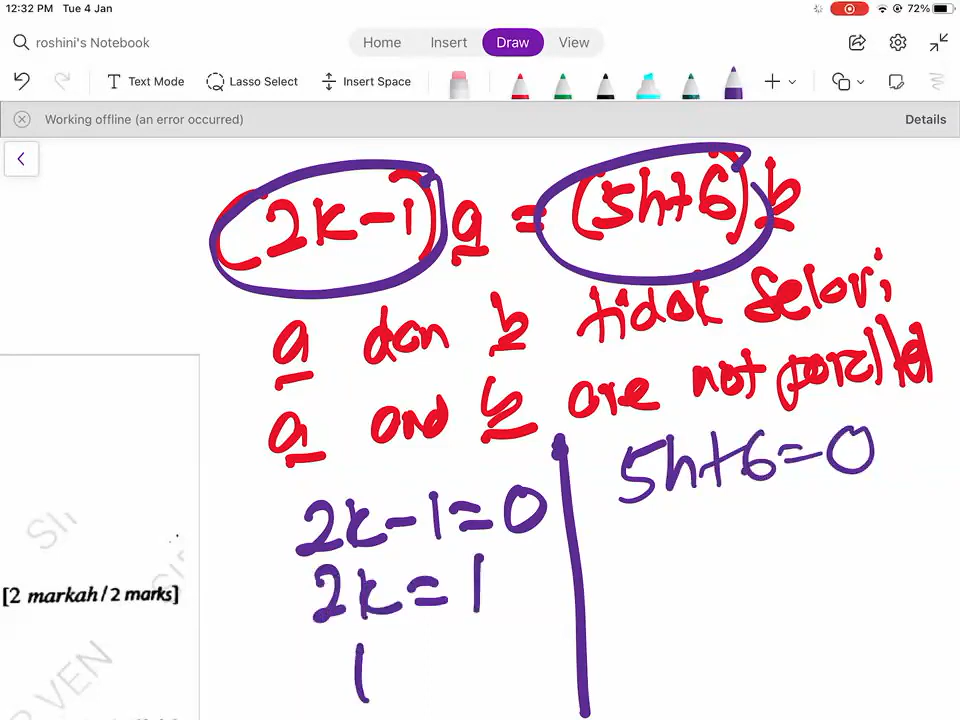 12:32 PM Tue 4 Jan
72%
roshini's Notebook
Home Insert Draw View
Text Mode Lasso Select Insert Space
Working offline (an error occurred) Details
(2k-1) a = (5h+6) b
a dan b tidak selari
a and b are not parallel
2k-1=0
5h+6=0
2k=1
[2 markah/2 marks]
VEN